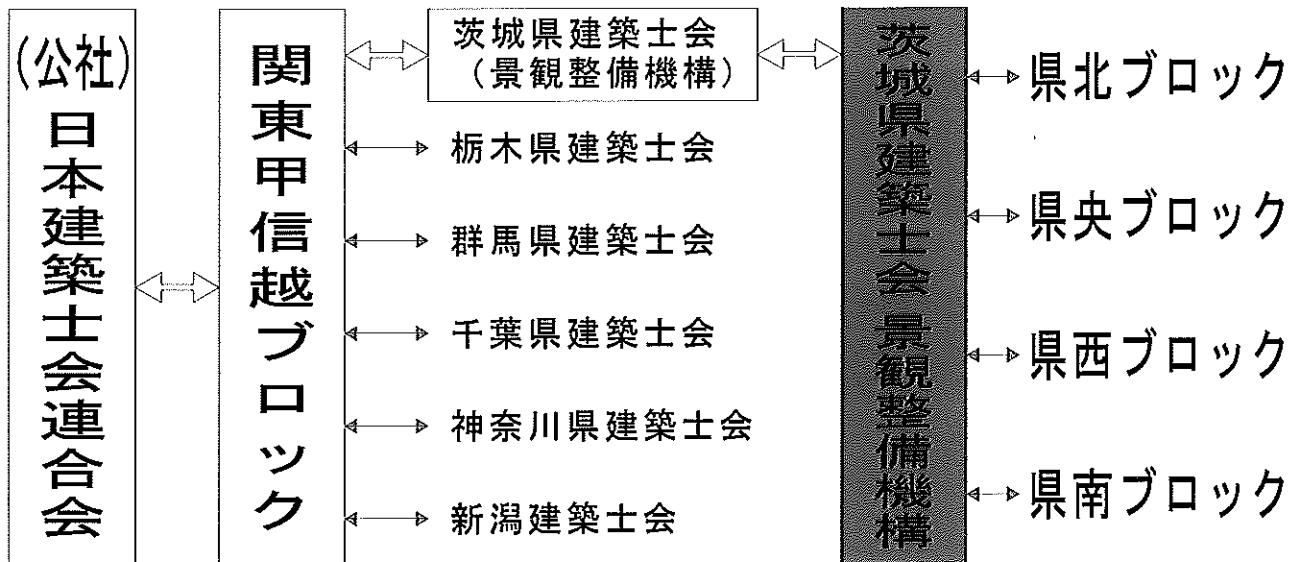 (公社)
日本建築士会連合会
関東甲信越ブロック
茨城県建築士会
（景観整備機構）
栃木県建築士会
群馬県建築士会
千葉県建築士会
神奈川県建築士会
新潟建築士会
茨城県建築士会 景観整備機構
県北ブロック
県央ブロック
県西ブロック
県南ブロック